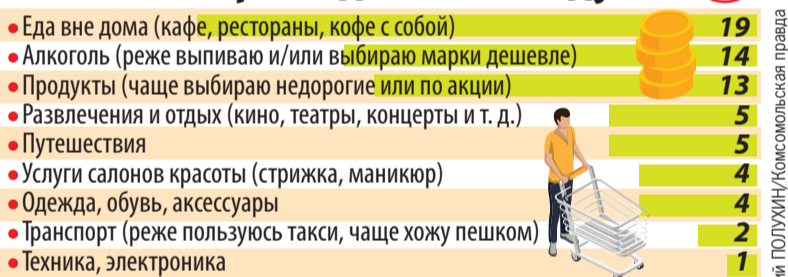 • Еда вне дома (кафе, рестораны, кофе с собой) 19
• Алкоголь (реже выпиваю и/или выбираю марки дешевле) 14
• Продукты (чаще выбираю недорогие или по акции) 13
• Развлечения и отдых (кино, театры, концерты и т. д.) 5
• Путешествия 5
• Услуги салонов красоты (стрижка, маникюр) 4
• Одежда, обувь, аксессуары 4
• Транспорт (реже пользуюсь такси, чаще хожу пешком) 2
• Техника, электроника 1
ПОЛУХИН/Комсомольская правда